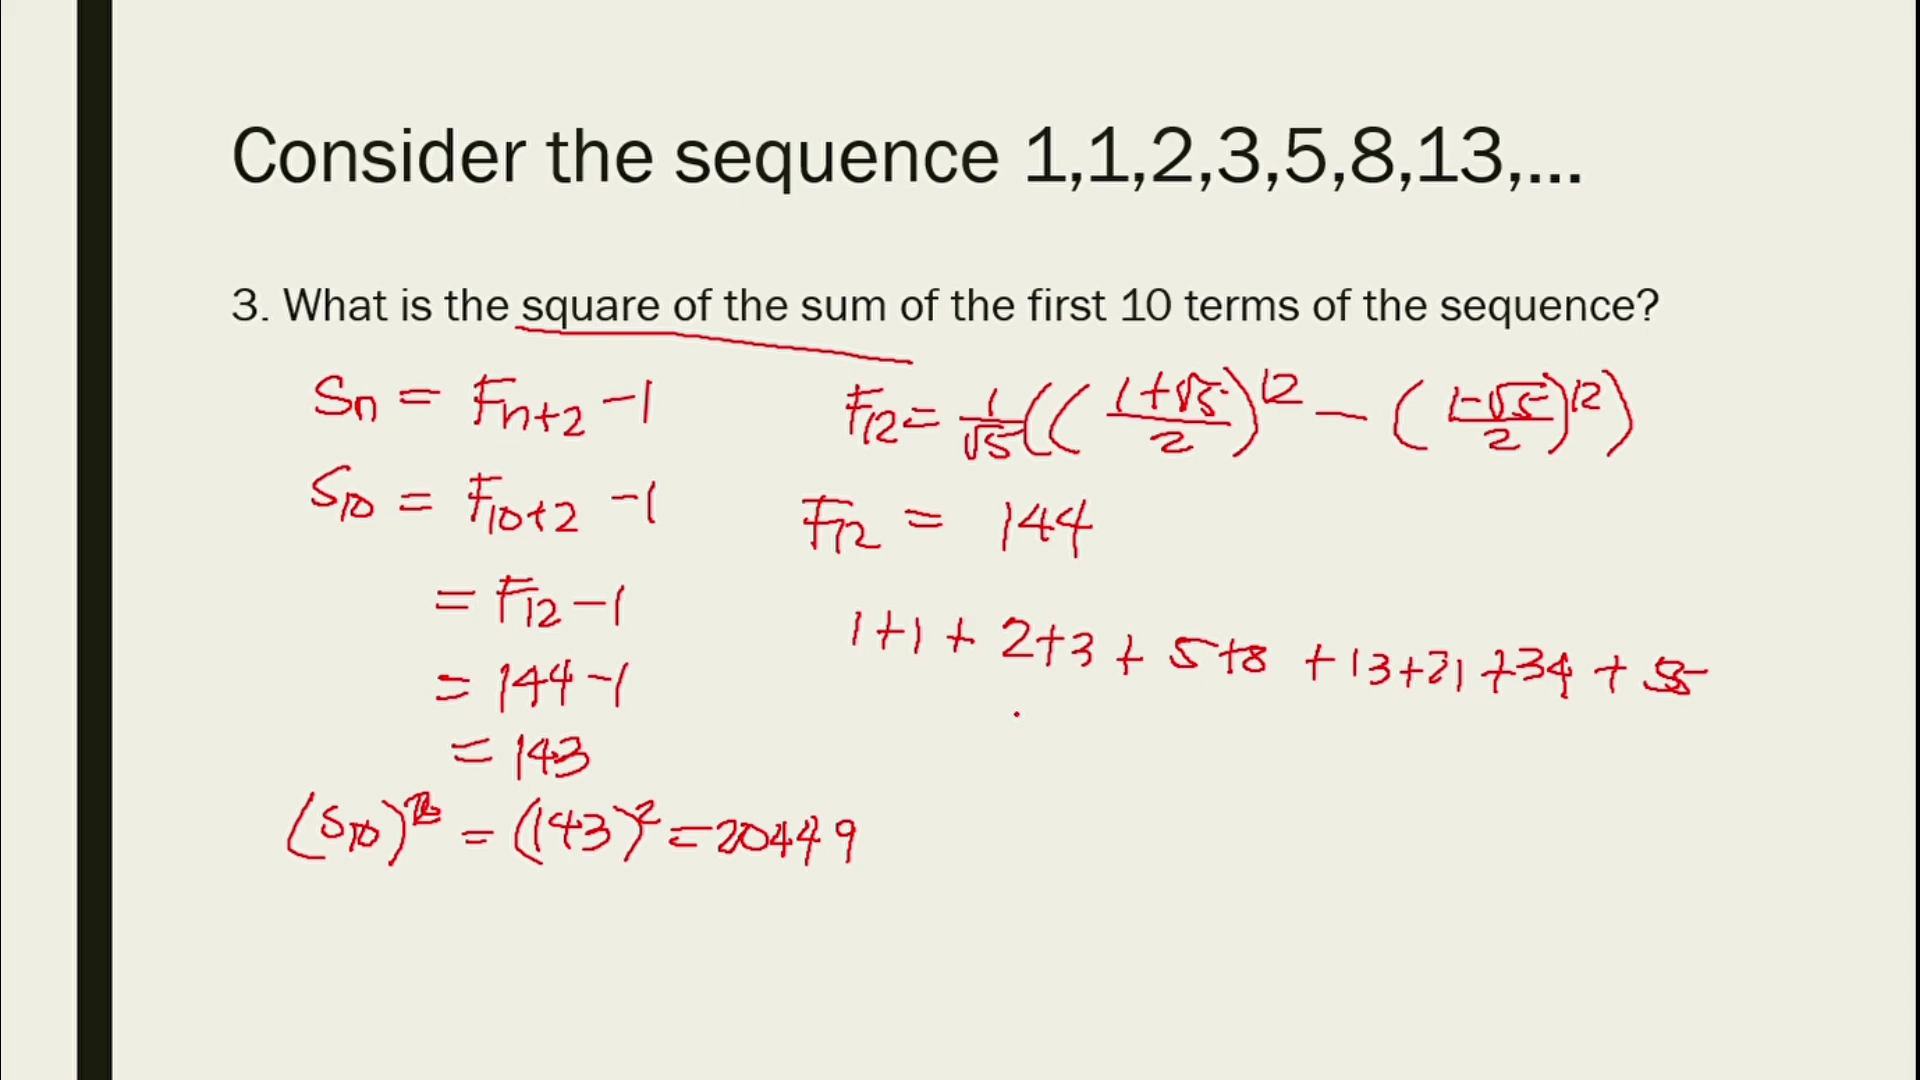 Consider the sequence 1,1,2,3,5,8,13,...
3. What is the square of the sum of the first 10 terms of the sequence?
Sn = Fn+2 -1
S10 = F10+2 -1
= F12 -1
= 144 -1
= 143
(S10)² = (143)² = 20449
F12 = 1/√5 ((1+√5/2)^12 - (1-√5/2)^12)
F12 = 144
1+1+2+3+5+8+13+21+34+55